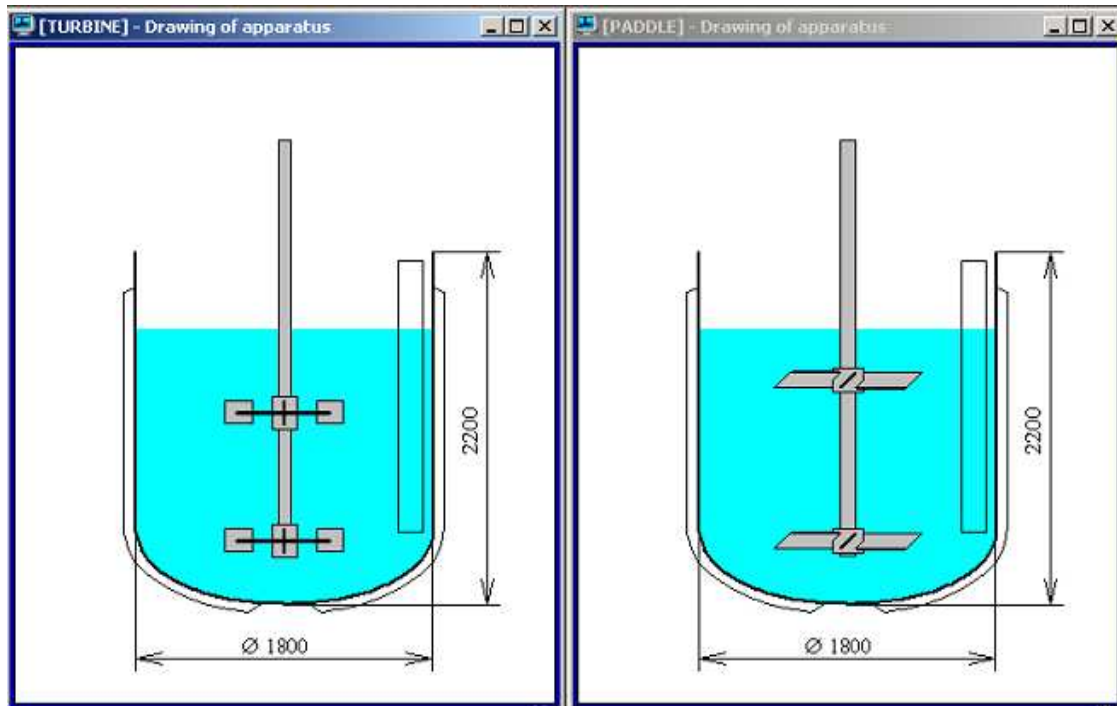 [TURBINE] - Drawing of apparatus
2200
Ø 1800
[PADDLE] - Drawing of apparatus
2200
Ø 1800